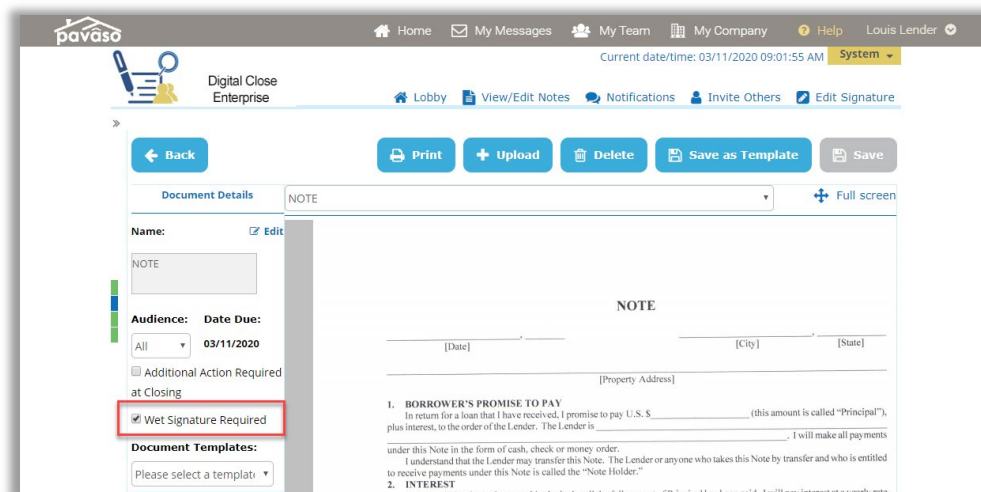 pavaso
Home My Messages My Team My Company Help Louis Lender
Current date/time: 03/11/2020 09:01:55 AM System
Digital Close
Enterprise
Lobby View/Edit Notes Notifications Invite Others Edit Signature
»
Back Print Upload Delete Save as Template Save
Document Details NOTE Full screen
Name: Edit
NOTE
NOTE
Audience: Date Due:
All 03/11/2020
[Date] [City] [State]
Additional Action Required
at Closing
[Property Address]
Wet Signature Required
Document Templates:
Please select a templat
1. BORROWER'S PROMISE TO PAY
In return for a loan that I have received, I promise to pay U.S. $ (this amount is called "Principal"),
plus interest, to the order of the Lender. The Lender is
. I will make all payments
under this Note in the form of cash, check or money order.
I understand that the Lender may transfer this Note. The Lender or anyone who takes this Note by transfer and who is entitled
to receive payments under this Note is called the "Note Holder."
2. INTEREST